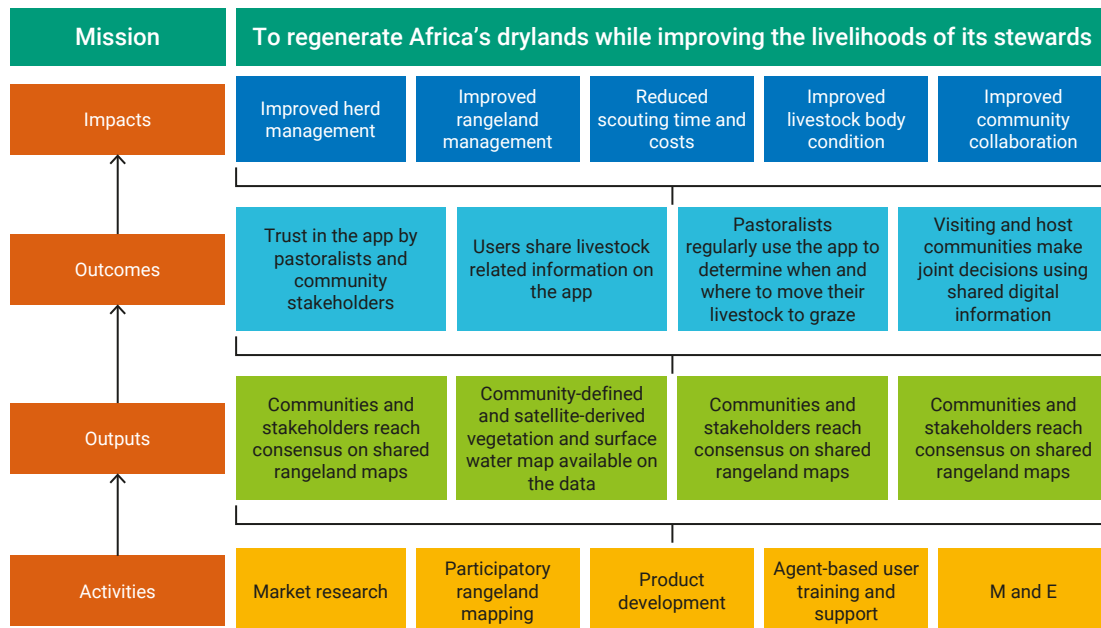 Mission
To regenerate Africa's drylands while improving the livelihoods of its stewards
Impacts
Improved herd
management
Improved
rangeland
management
Reduced
scouting time and
costs
Improved
livestock body
condition
Improved
community
collaboration
Outcomes
Trust in the app by
pastoralists and
community
stakeholders
Users share livestock
related information on
the app
Pastoralists
regularly use the app to
determine when and
where to move their
livestock to graze
Visiting and host
communities make
joint decisions using
shared digital
information
Outputs
Communities and
stakeholders reach
consensus on shared
rangeland maps
Community-defined
and satellite-derived
vegetation and surface
water map available on
the data
Communities and
stakeholders reach
consensus on shared
rangeland maps
Communities and
stakeholders reach
consensus on shared
rangeland maps
Activities
Market research
Participatory
rangeland
mapping
Product
development
Agent-based user
training and
support
M and E